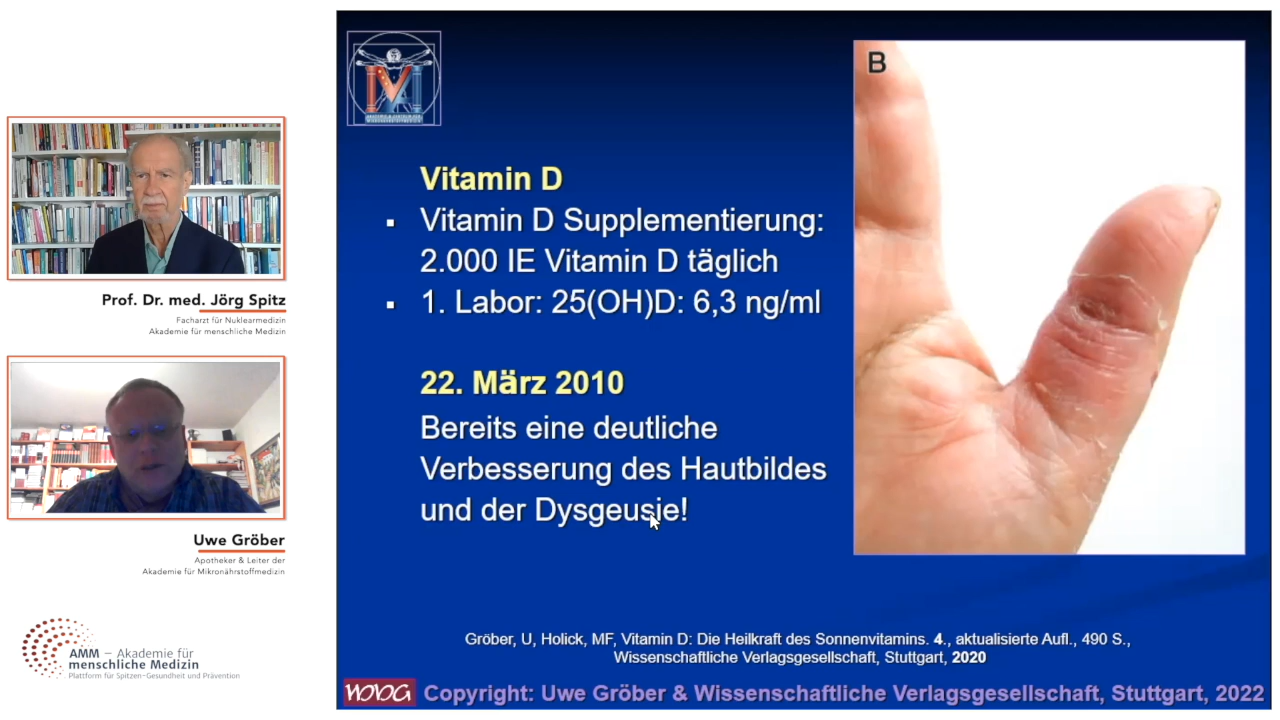 Prof. Dr. med. Jörg Spitz
Facharzt für Nuklearmedizin
Akademie für menschliche Medizin
Uwe Gröber
Apotheker & Leiter der
Akademie für Mikronährstoffmedizin
AMM – Akademie für
menschliche Medizin
Plattform für Spitzen-Gesundheit und Prävention
B
Vitamin D
▪ Vitamin D Supplementierung:
2.000 IE Vitamin D täglich
▪ 1. Labor: 25(OH)D: 6,3 ng/ml
22. März 2010
Bereits eine deutliche
Verbesserung des Hautbildes
und der Dysgeusie!
Gröber, U, Holick, MF, Vitamin D: Die Heilkraft des Sonnenvitamins. 4., aktualisierte Aufl., 490 S.,
Wissenschaftliche Verlagsgesellschaft, Stuttgart, 2020
Copyright: Uwe Gröber & Wissenschaftliche Verlagsgesellschaft, Stuttgart, 2022